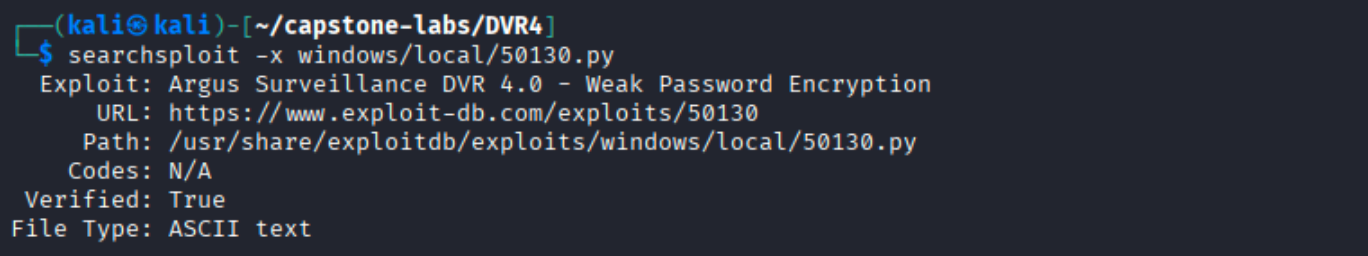 ┌──(kali㉿kali)-[~/capstone-labs/DVR4]
└─$ searchsploit -x windows/local/50130.py
Exploit: Argus Surveillance DVR 4.0 - Weak Password Encryption
URL: https://www.exploit-db.com/exploits/50130
Path: /usr/share/exploitdb/exploits/windows/local/50130.py
Codes: N/A
Verified: True
File Type: ASCII text